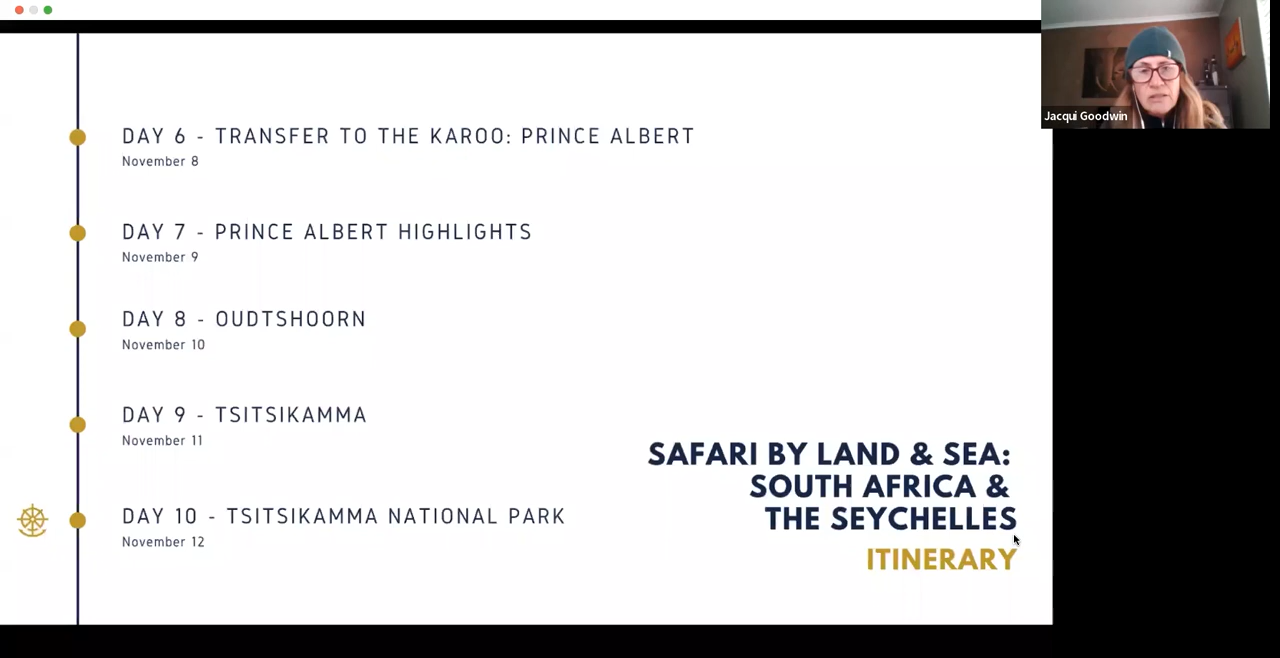 DAY 6 - TRANSFER TO THE KAROO: PRINCE ALBERT
November 8
DAY 7 - PRINCE ALBERT HIGHLIGHTS
November 9
DAY 8 - OUDTSHOORN
November 10
DAY 9 - TSITSIKAMMA
November 11
DAY 10 - TSITSIKAMMA NATIONAL PARK
November 12
SAFARI BY LAND & SEA:
SOUTH AFRICA &
THE SEYCHELLES
ITINERARY
Jacqui Goodwin